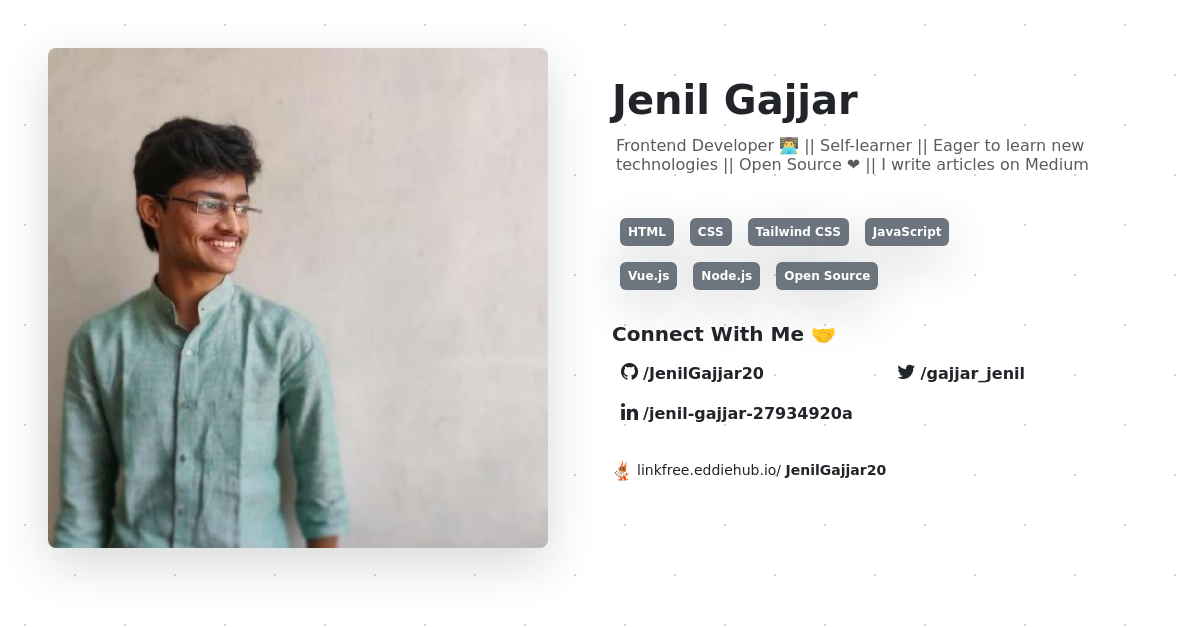 Jenil Gajjar
Frontend Developer 👨‍💻 || Self-learner || Eager to learn new
technologies || Open Source ❤ || I write articles on Medium
HTML CSS Tailwind CSS JavaScript
Vue.js Node.js Open Source
Connect With Me 🤝
/JenilGajjar20 /gajjar_jenil
/jenil-gajjar-27934920a
linkfree.eddiehub.io/ JenilGajjar20